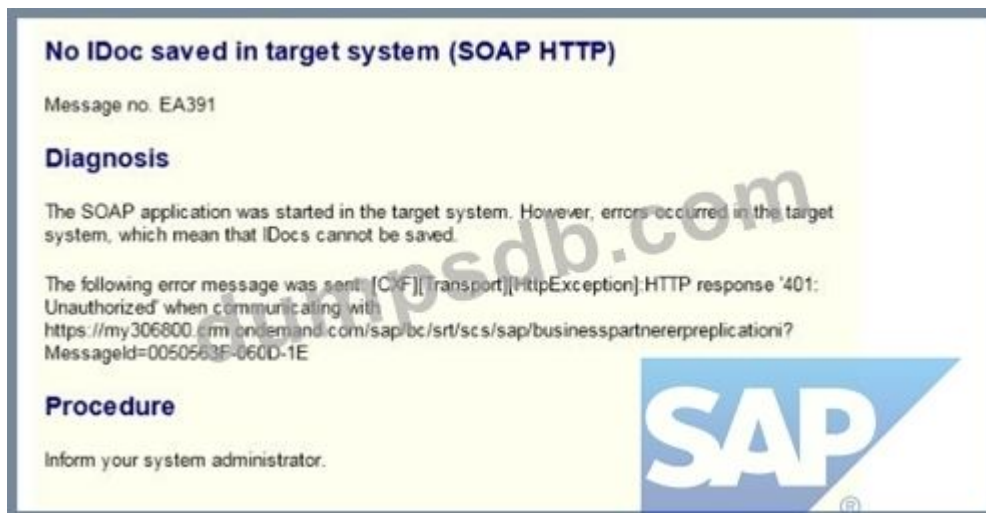 No IDoc saved in target system (SOAP HTTP)
Message no. EA391
Diagnosis
The SOAP application was started in the target system. However, errors occurred in the target
system, which mean that IDocs cannot be saved.
The following error message was sent: [CXF][Transport][HttpException]:HTTP response '401:
Unauthorized' when communicating with
https://my306800.crm.ondemand.com/sap/bc/srt/scs/sap/businesspartnererpreplicationi?
MessageId=0050563F-060D-1E
Procedure
Inform your system administrator.
dumpsdb.com
SAP
®